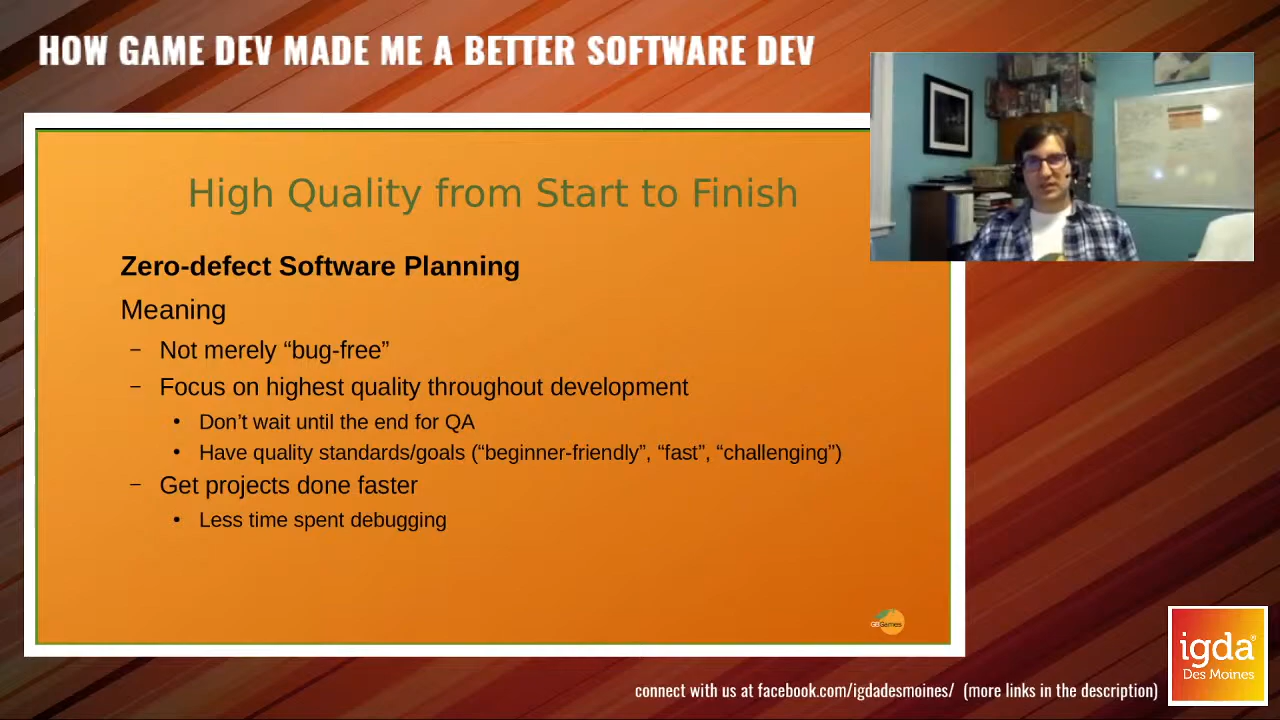 HOW GAME DEV MADE ME A BETTER SOFTWARE DEV
High Quality from Start to Finish
Zero-defect Software Planning
Meaning
– Not merely “bug-free”
– Focus on highest quality throughout development
• Don’t wait until the end for QA
• Have quality standards/goals (“beginner-friendly”, “fast”, “challenging”)
– Get projects done faster
• Less time spent debugging
GBGames
igda®
Des Moines
connect with us at facebook.com/igdadesmoines/ (more links in the description)